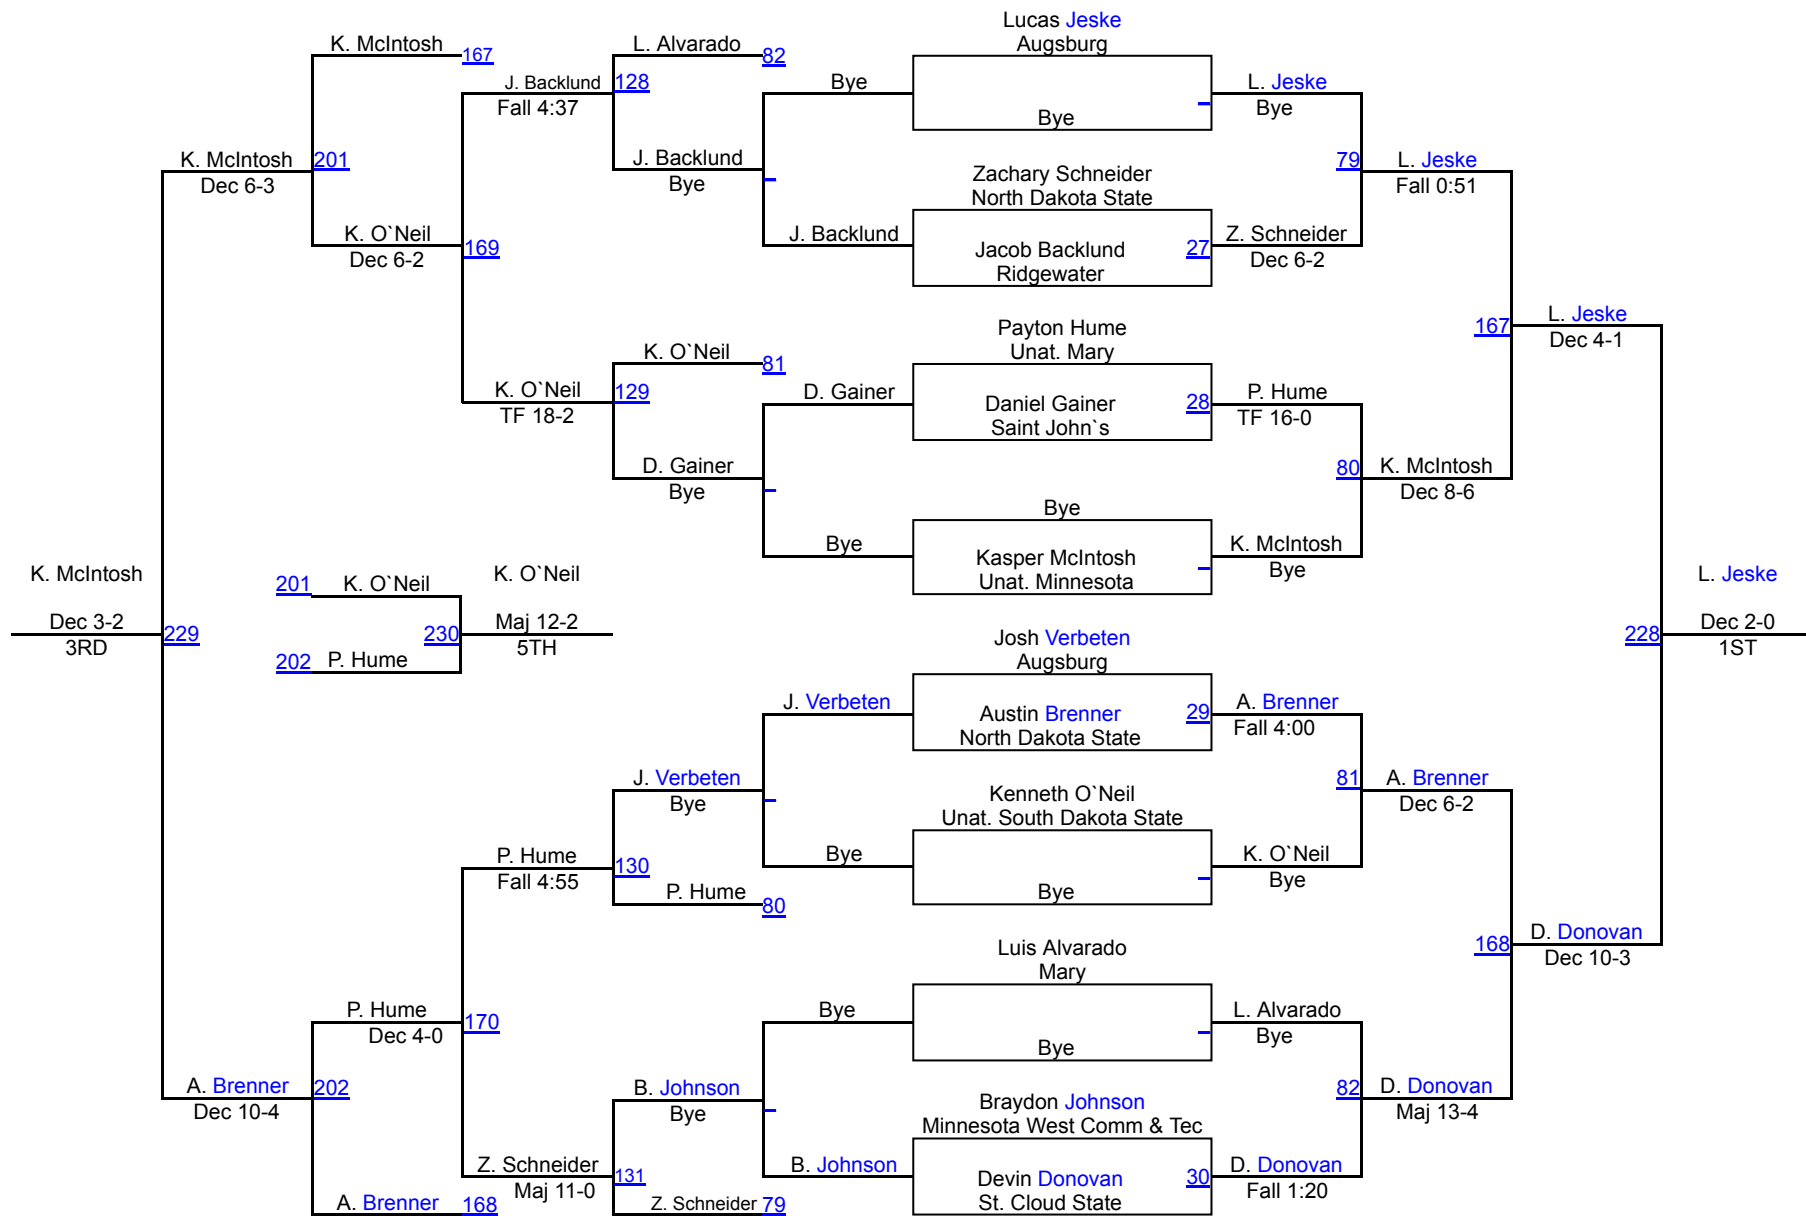 Lucas Jeske
Augsburg
Bye
L. Jeske
Bye
Zachary Schneider
North Dakota State
Jacob Backlund
Ridgewater
27
Z. Schneider
Dec 6-2
79
L. Jeske
Fall 0:51
Payton Hume
Unat. Mary
Daniel Gainer
Saint John`s
28
P. Hume
TF 16-0
Bye
Kasper McIntosh
Unat. Minnesota
K. McIntosh
Bye
80
K. McIntosh
Dec 8-6
167
L. Jeske
Dec 4-1
Josh Verbeten
Augsburg
Austin Brenner
North Dakota State
29
A. Brenner
Fall 4:00
Kenneth O`Neil
Unat. South Dakota State
Bye
K. O`Neil
Bye
81
A. Brenner
Dec 6-2
Luis Alvarado
Mary
Bye
L. Alvarado
Bye
Braydon Johnson
Minnesota West Comm & Tec
Devin Donovan
St. Cloud State
30
D. Donovan
Fall 1:20
82
D. Donovan
Maj 13-4
168
D. Donovan
Dec 10-3
228
L. Jeske
Dec 2-0
1ST
Bye
J. Backlund
J. Backlund
Bye
L. Alvarado
82
128
J. Backlund
Fall 4:37
D. Gainer
Bye
D. Gainer
Bye
K. O`Neil
81
129
K. O`Neil
TF 18-2
169
K. O`Neil
Dec 6-2
K. McIntosh
167
201
K. McIntosh
Dec 6-3
J. Verbeten
Bye
J. Verbeten
Bye
P. Hume
80
130
P. Hume
Fall 4:55
Bye
B. Johnson
B. Johnson
Bye
Z. Schneider
79
131
Z. Schneider
Maj 11-0
170
P. Hume
Dec 4-0
A. Brenner
168
202
A. Brenner
Dec 10-4
229
K. McIntosh
Dec 3-2
3RD
201
K. O`Neil
202
P. Hume
230
K. O`Neil
Maj 12-2
5TH